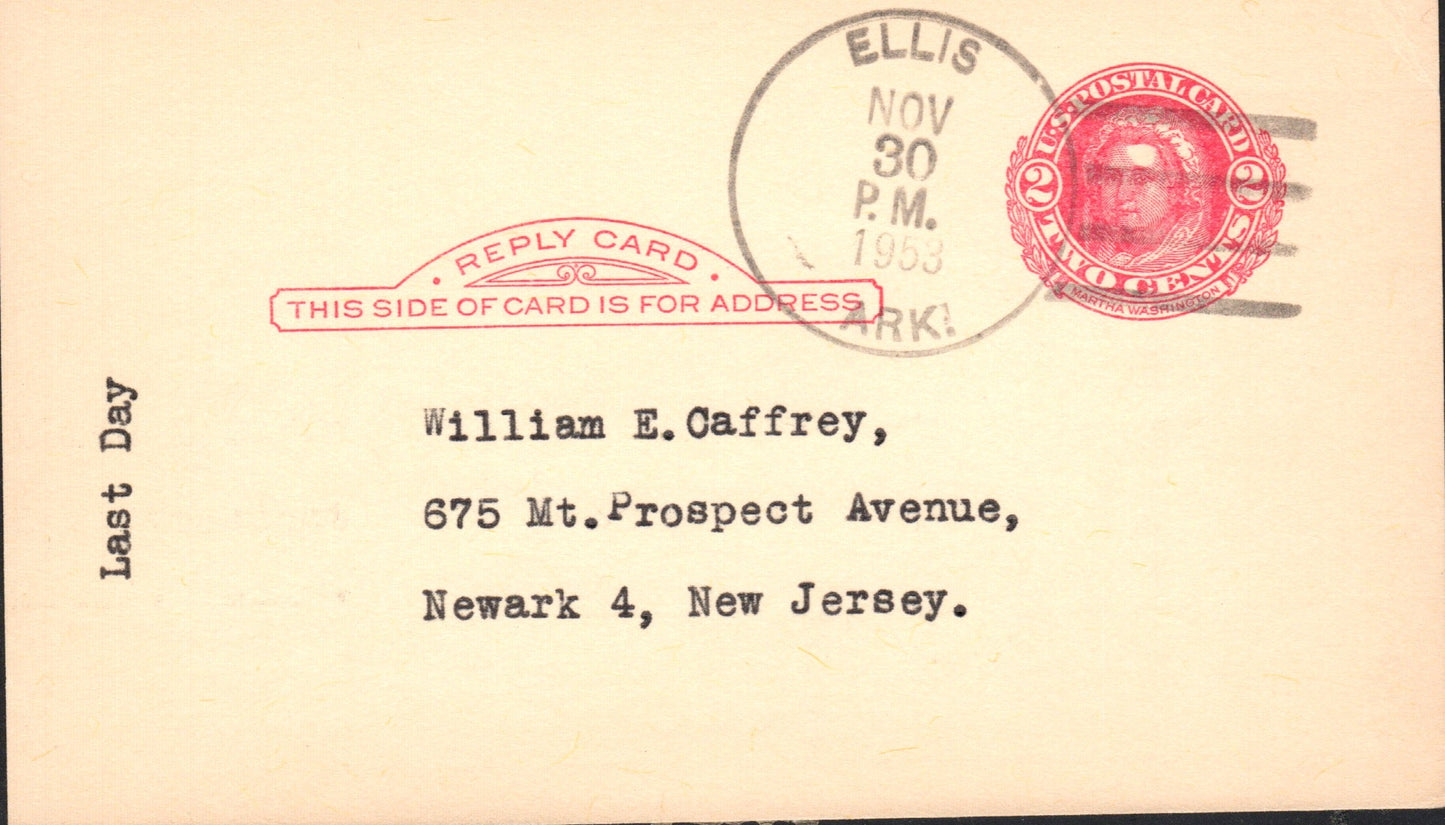 ELLIS
NOV
30
P. M.
1953
ARK.
U.S. POSTAL CARD
2 2
TWO CENTS
MARTHA WASHINGTON
· REPLY CARD ·
THIS SIDE OF CARD IS FOR ADDRESS
Last Day
William E. Caffrey,
675 Mt. Prospect Avenue,
Newark 4, New Jersey.